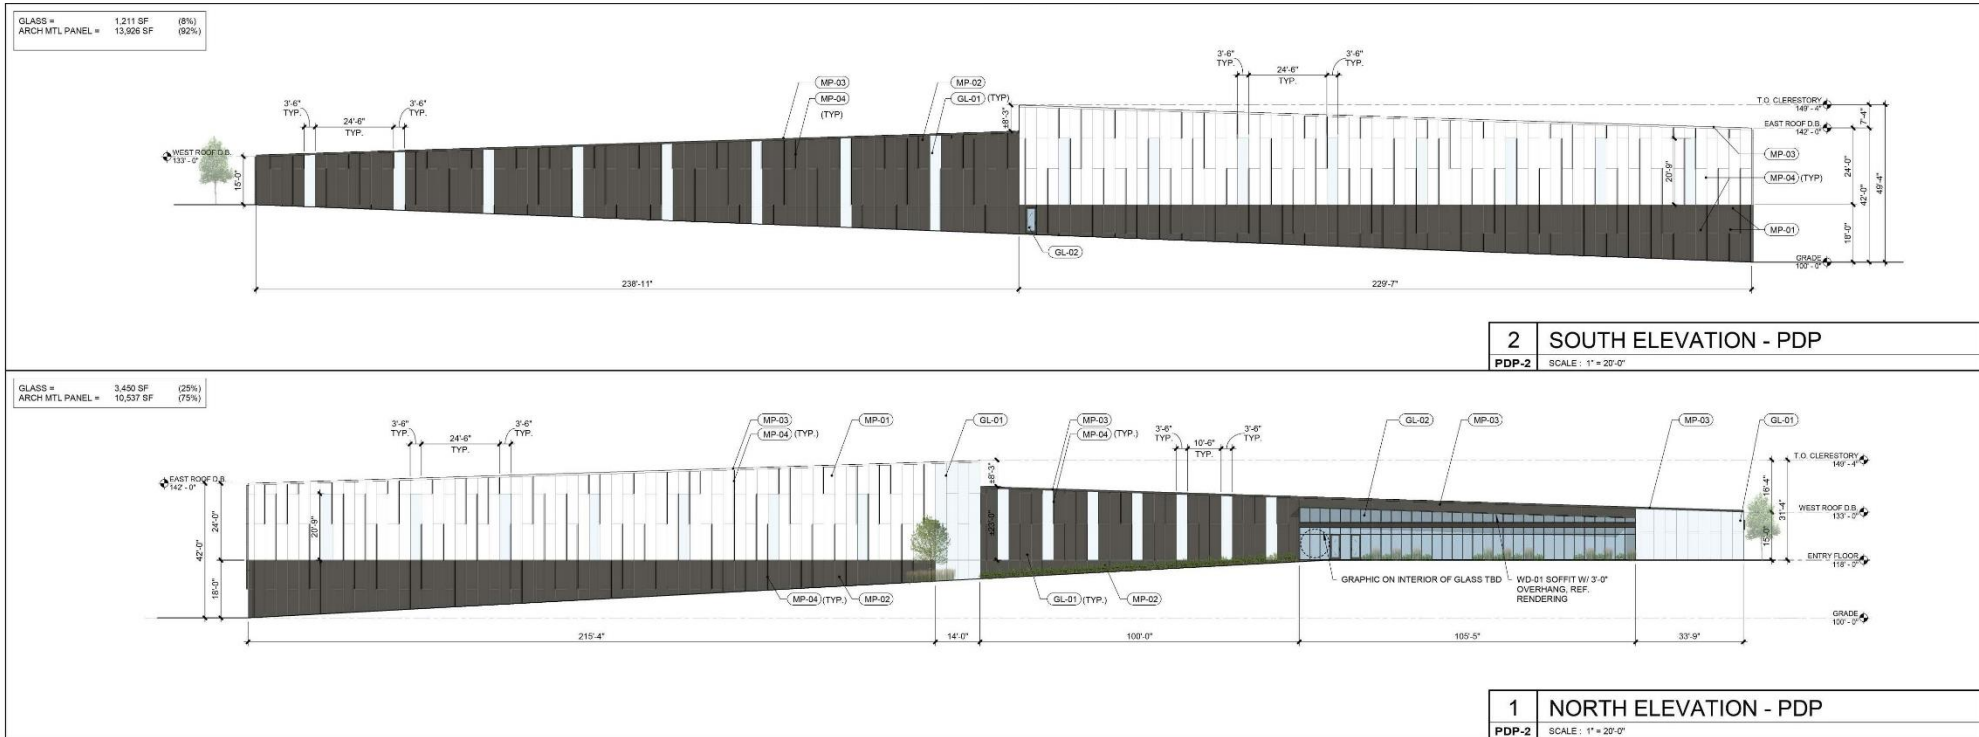 GLASS = 1,211 SF (8%)
ARCH MTL PANEL = 13,926 SF (92%)
3'-6" TYP.
24'-6" TYP.
3'-6" TYP.
MP-03
MP-04
(TYP)
MP-02
GL-01 (TYP)
±8'-3"
3'-6" TYP.
24'-6" TYP.
3'-6" TYP.
T.O. CLERESTORY
149' - 4"
EAST ROOF D.B.
142' - 0"
7'-4"
WEST ROOF D.B.
133' - 0"
15'-0"
MP-03
20'-9"
MP-04 (TYP)
24'-0"
42'-0"
49'-4"
MP-01
18'-0"
GL-02
GRADE
100' - 0"
238'-11"
229'-7"
2 SOUTH ELEVATION - PDP
PDP-2 SCALE : 1" = 20'-0"
GLASS = 3,450 SF (25%)
ARCH MTL PANEL = 10,537 SF (75%)
3'-6" TYP.
24'-6" TYP.
3'-6" TYP.
MP-03
MP-04 (TYP.)
MP-01
GL-01
MP-03
MP-04 (TYP.)
3'-6" TYP.
10'-6" TYP.
3'-6" TYP.
GL-02
MP-03
MP-03
GL-01
±8'-3"
T.O. CLERESTORY
149' - 4"
EAST ROOF D.B.
142' - 0"
16'-4"
31'-4"
WEST ROOF D.B.
133' - 0"
24'-0"
20'-9"
42'-0"
±23'-0"
15'-0"
ENTRY FLOOR
118' - 0"
18'-0"
MP-04 (TYP.)
MP-02
GL-01 (TYP.)
MP-02
GRAPHIC ON INTERIOR OF GLASS TBD
WD-01 SOFFIT W/ 3'-0"
OVERHANG, REF.
RENDERING
GRADE
100' - 0"
215'-4"
14'-0"
100'-0"
105'-5"
33'-9"
1 NORTH ELEVATION - PDP
PDP-2 SCALE : 1" = 20'-0"